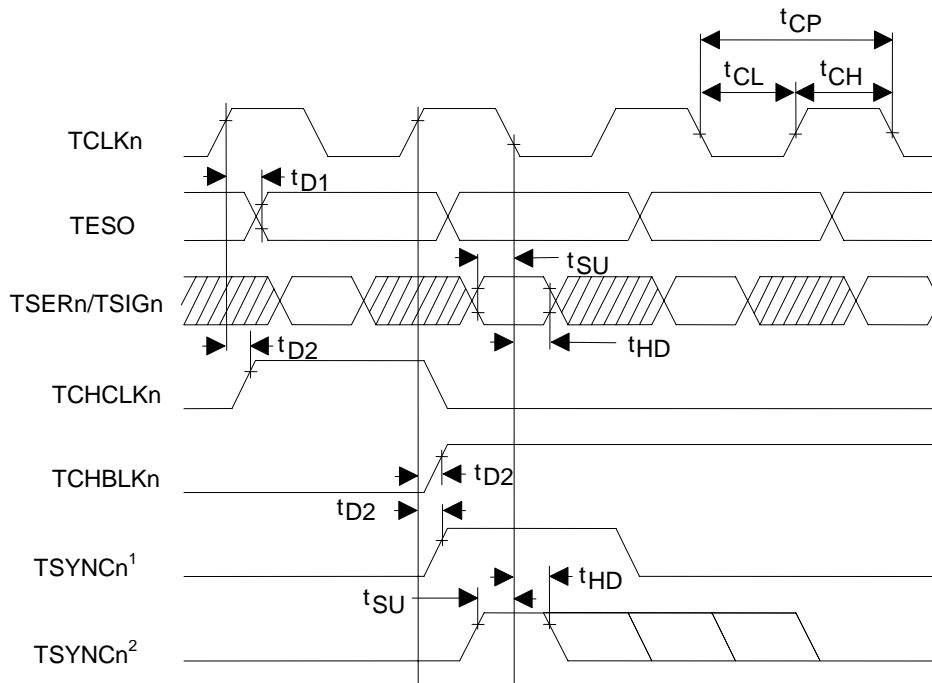 tCP
tCL tCH
TCLKn
tD1
TESO
tSU
TSERn/TSIGn
tD2 tHD
TCHCLKn
TCHBLKn tD2
tD2
TSYNCn1
tHD
tSU
TSYNCn2